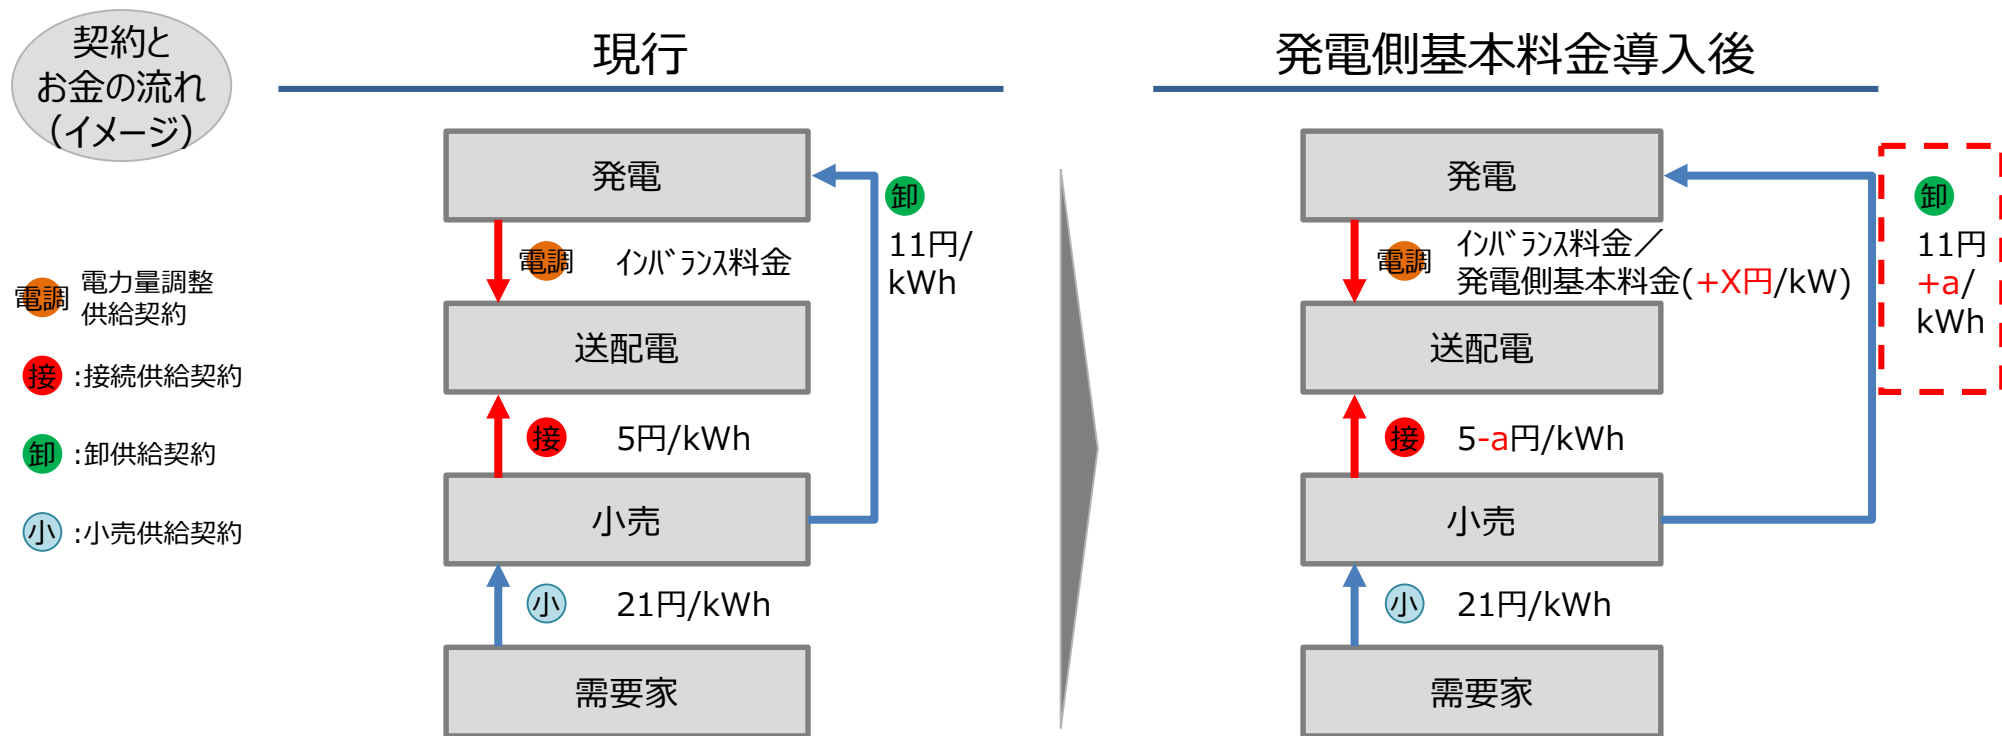 契約と
お金の流れ
（イメージ）
電調
電力量調整
供給契約
接
:接続供給契約
卸
:卸供給契約
小
:小売供給契約
現行
発電
電調
インバランス料金
卸
11円/
kWh
送配電
接
5円/kWh
小売
小
21円/kWh
需要家
発電側基本料金導入後
発電
電調
インバランス料金／
発電側基本料金(+X円/kW)
卸
11円
+a/
kWh
送配電
接
5-a円/kWh
小売
小
21円/kWh
需要家